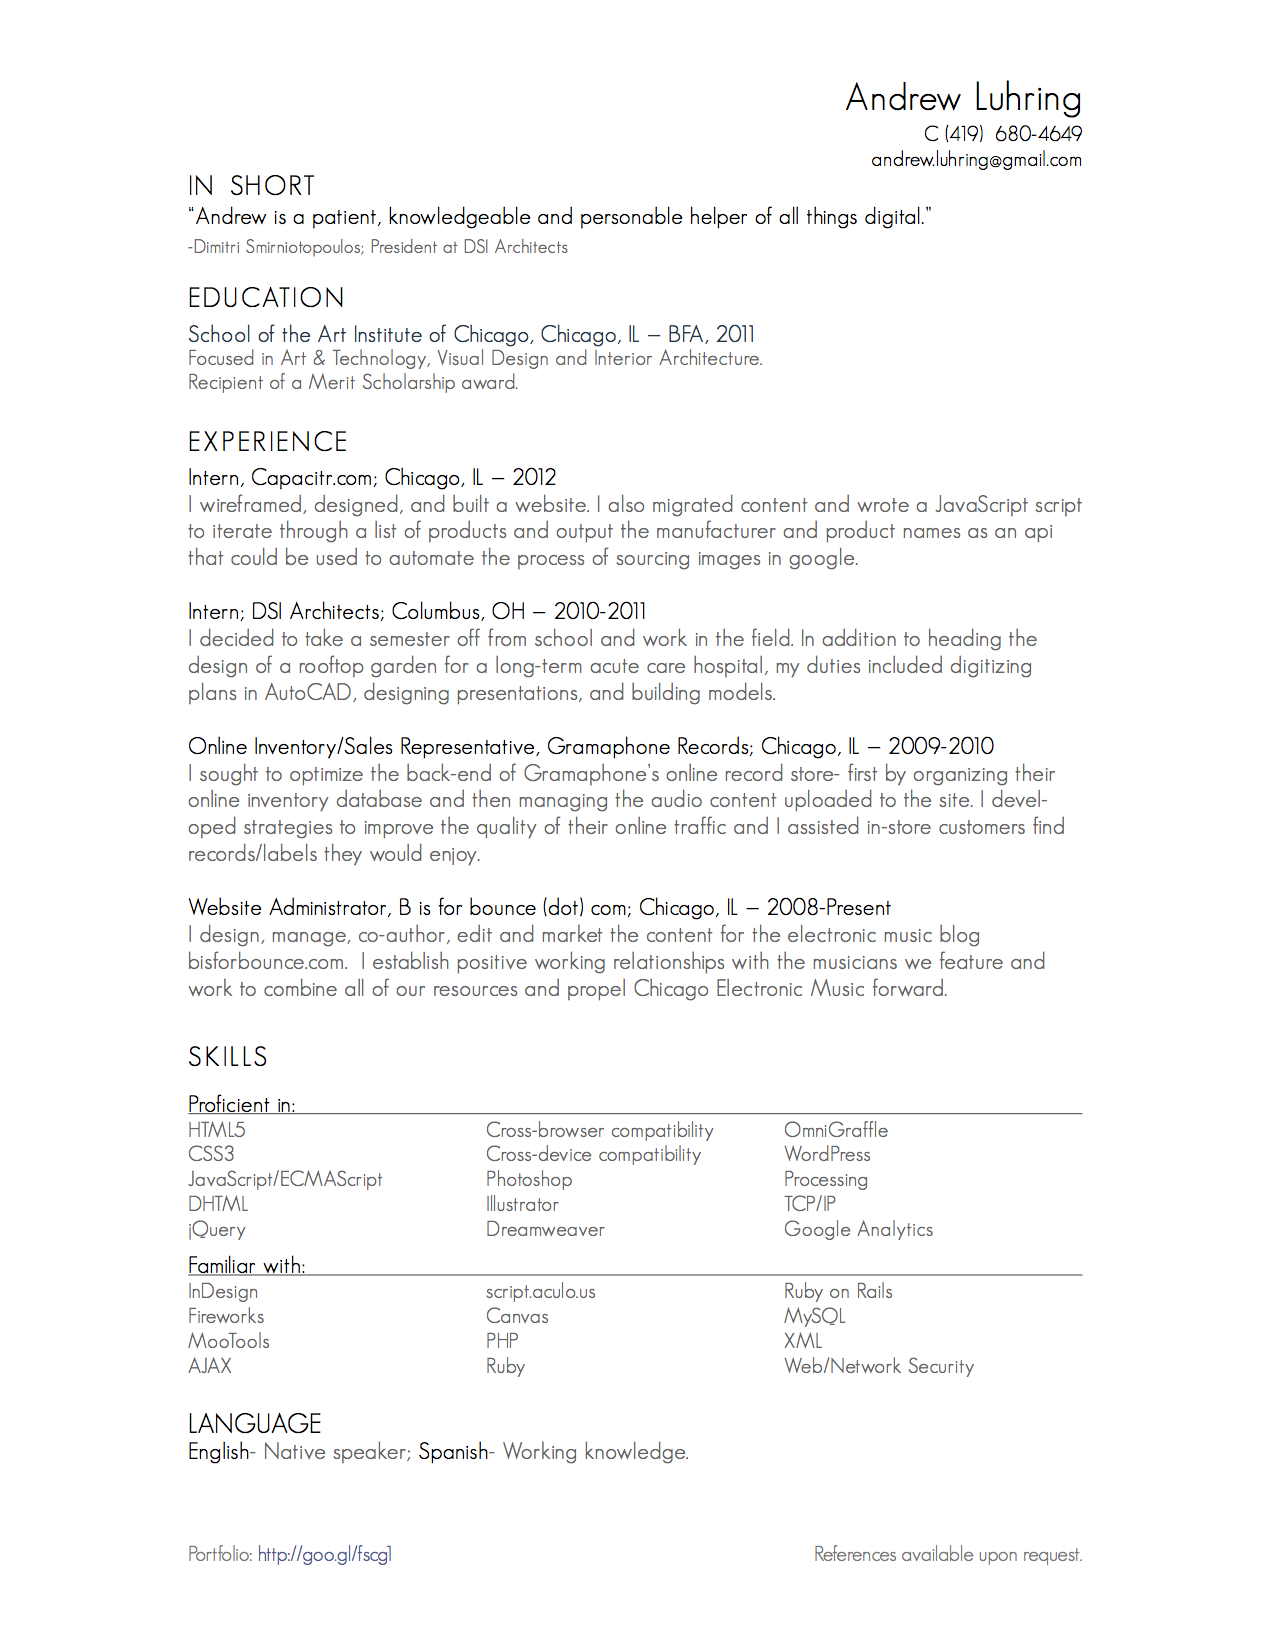 Andrew Luhring
C (419) 680-4649
andrew.luhring@gmail.com
IN SHORT
“Andrew is a patient, knowledgeable and personable helper of all things digital.”
-Dimitri Smirniotopoulos; President at DSI Architects
EDUCATION
School of the Art Institute of Chicago, Chicago, IL – BFA, 2011
Focused in Art & Technology, Visual Design and Interior Architecture.
Recipient of a Merit Scholarship award.
EXPERIENCE
Intern, Capacitr.com; Chicago, IL – 2012
I wireframed, designed, and built a website. I also migrated content and wrote a JavaScript script
to iterate through a list of products and output the manufacturer and product names as an api
that could be used to automate the process of sourcing images in google.
Intern; DSI Architects; Columbus, OH – 2010-2011
I decided to take a semester off from school and work in the field. In addition to heading the
design of a rooftop garden for a long-term acute care hospital, my duties included digitizing
plans in AutoCAD, designing presentations, and building models.
Online Inventory/Sales Representative, Gramaphone Records; Chicago, IL – 2009-2010
I sought to optimize the back-end of Gramaphone's online record store- first by organizing their
online inventory database and then managing the audio content uploaded to the site. I devel-
oped strategies to improve the quality of their online traffic and I assisted in-store customers find
records/labels they would enjoy.
Website Administrator, B is for bounce (dot) com; Chicago, IL – 2008-Present
I design, manage, co-author, edit and market the content for the electronic music blog
bisforbounce.com. I establish positive working relationships with the musicians we feature and
work to combine all of our resources and propel Chicago Electronic Music forward.
SKILLS
Proficient in:
HTML5 Cross-browser compatibility OmniGraffle
CSS3 Cross-device compatibility WordPress
JavaScript/ECMAScript Photoshop Processing
DHTML Illustrator TCP/IP
jQuery Dreamweaver Google Analytics
Familiar with:
InDesign script.aculo.us Ruby on Rails
Fireworks Canvas MySQL
MooTools PHP XML
AJAX Ruby Web/Network Security
LANGUAGE
English- Native speaker; Spanish- Working knowledge.
Portfolio: http://goo.gl/fscg1 References available upon request.